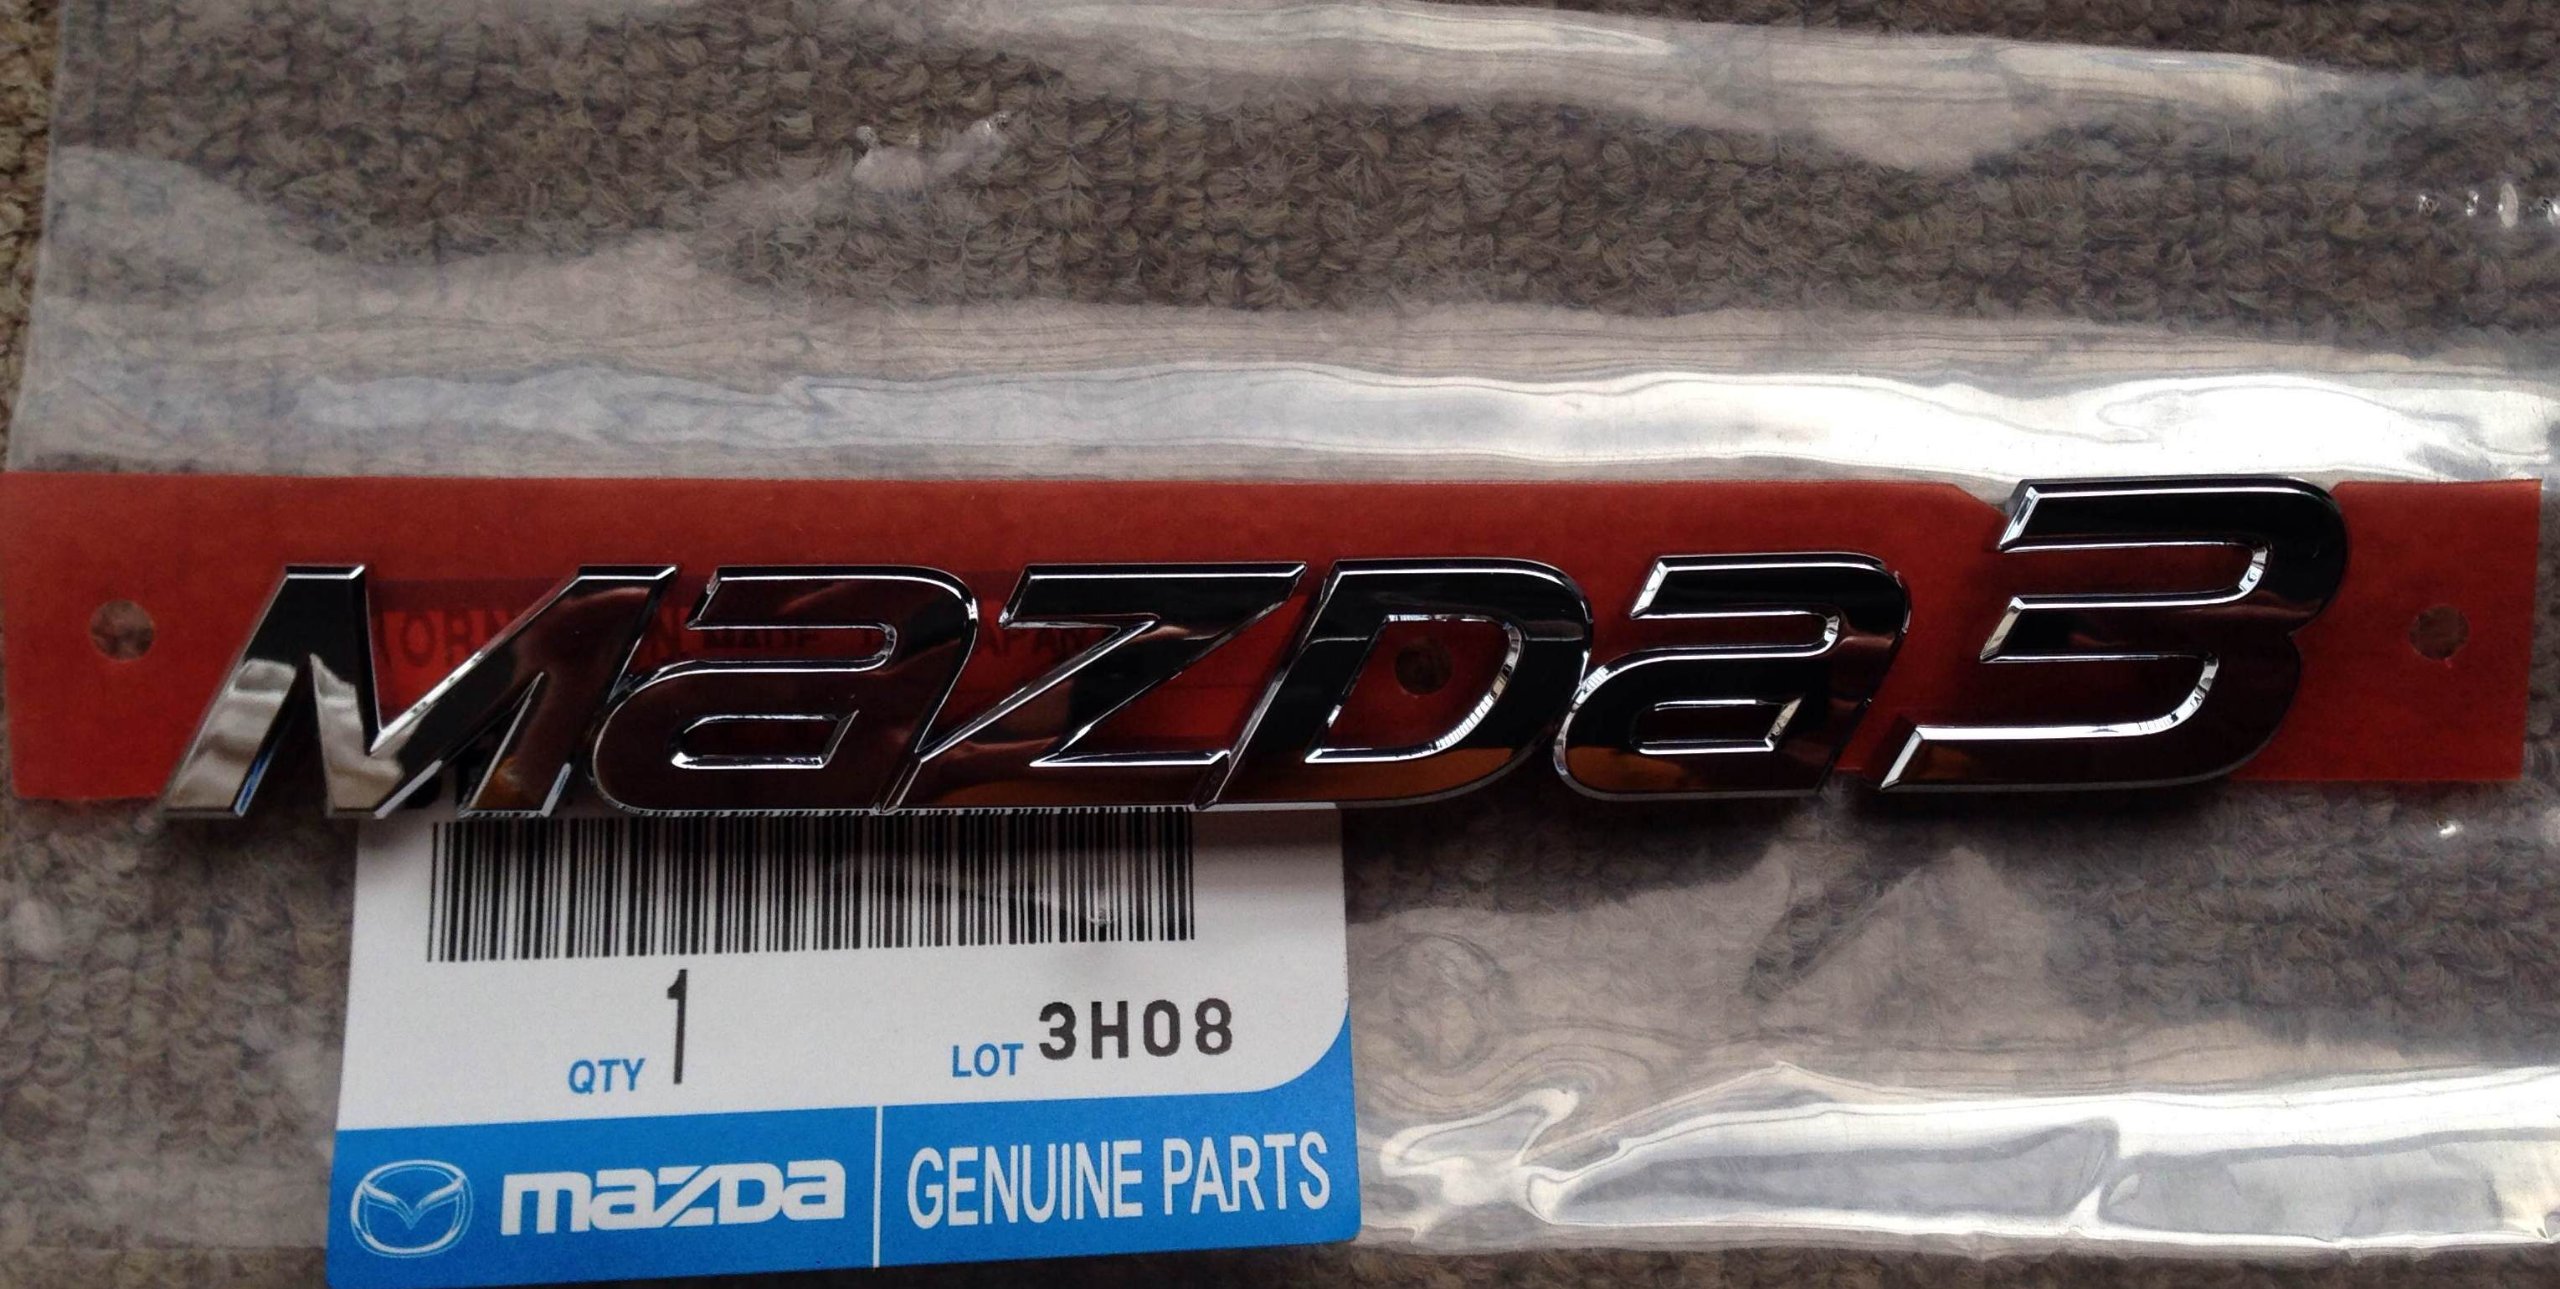 mazda3
QTY 1 LOT 3H08
mazda GENUINE PARTS